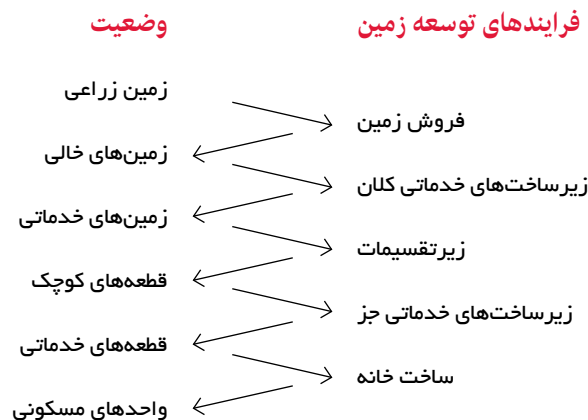 فرایندهای توسعه زمین
وضعیت
زمین زراعی
فروش زمین
زمین‌های خالی
زیرساخت‌های خدماتی کلان
زمین‌های خدماتی
زیرتقسیمات
قطعه‌های کوچک
زیرساخت‌های خدماتی جز
قطعه‌های خدماتی
ساخت خانه
واحدهای مسکونی